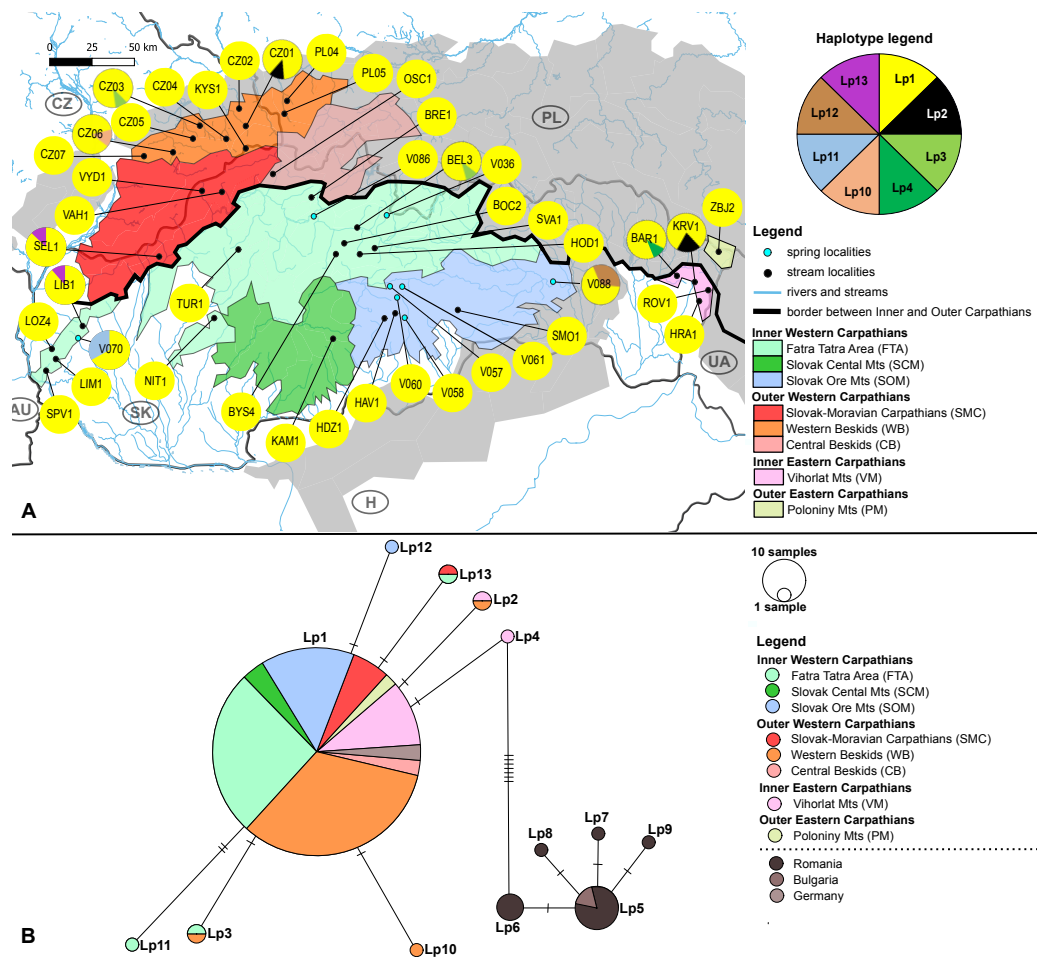 0 25 50 km
CZ02
CZ01
PL04
CZ03
CZ04
KYS1
PL05
OSC1
CZ
CZ05
CZ06
BRE1
PL
CZ07
V086
BEL3
V036
VYD1
BOC2
ZBJ2
VAH1
SVA1
KRV1
BAR1
SEL1
HOD1
LIB1
V088
TUR1
ROV1
LOZ4
HRA1
V070
SMO1
UA
LIM1
NIT1
V061
AU
SPV1
SK
V057
V060
V058
BYS4
HAV1
KAM1
HDZ1
H
A
Haplotype legend
Lp13
Lp1
Lp12
Lp2
Lp11
Lp3
Lp10
Lp4
Legend
spring localities
stream localities
rivers and streams
border between Inner and Outer Carpathians
Inner Western Carpathians
Fatra Tatra Area (FTA)
Slovak Cental Mts (SCM)
Slovak Ore Mts (SOM)
Outer Western Carpathians
Slovak-Moravian Carpathians (SMC)
Western Beskids (WB)
Central Beskids (CB)
Inner Eastern Carpathians
Vihorlat Mts (VM)
Outer Eastern Carpathians
Poloniny Mts (PM)
Lp12
Lp13
Lp2
Lp1
Lp4
Lp7
Lp8
Lp9
Lp5
Lp6
Lp3
Lp11
Lp10
B
10 samples
1 sample
Legend
Inner Western Carpathians
Fatra Tatra Area (FTA)
Slovak Cental Mts (SCM)
Slovak Ore Mts (SOM)
Outer Western Carpathians
Slovak-Moravian Carpathians (SMC)
Western Beskids (WB)
Central Beskids (CB)
Inner Eastern Carpathians
Vihorlat Mts (VM)
Outer Eastern Carpathians
Poloniny Mts (PM)
Romania
Bulgaria
Germany